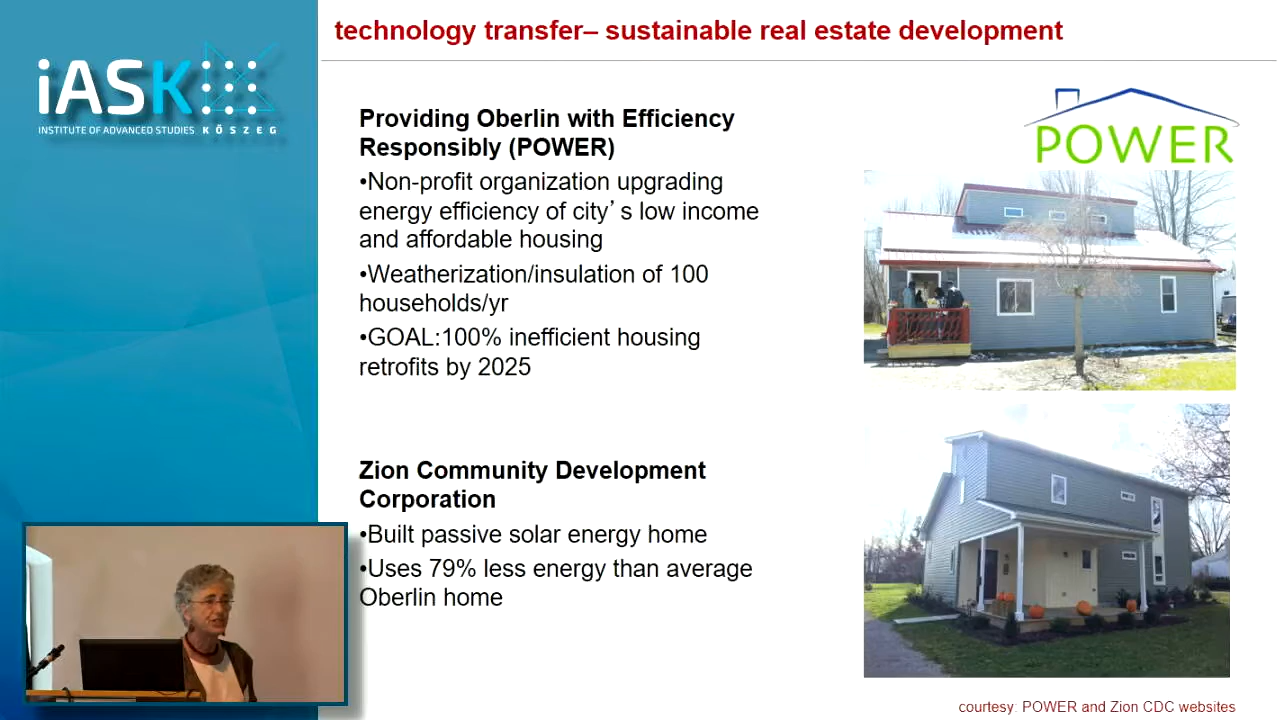 technology transfer– sustainable real estate development
iASK
INSTITUTE OF ADVANCED STUDIES KŐSZEG
Providing Oberlin with Efficiency
Responsibly (POWER)
•Non-profit organization upgrading
energy efficiency of city’s low income
and affordable housing
•Weatherization/insulation of 100
households/yr
•GOAL:100% inefficient housing
retrofits by 2025
POWER
Zion Community Development
Corporation
•Built passive solar energy home
•Uses 79% less energy than average
Oberlin home
courtesy: POWER and Zion CDC websites